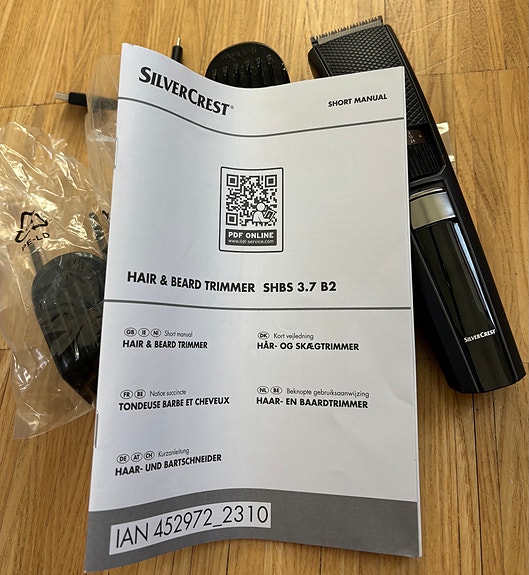 SILVERCREST®
SHORT MANUAL
PDF ONLINE
www.lidl-service.com
HAIR & BEARD TRIMMER SHBS 3.7 B2
GB IE NI Short manual
HAIR & BEARD TRIMMER
DK Kort vejledning
HÅR- OG SKÆGTRIMMER
FR BE Notice succincte
TONDEUSE BARBE ET CHEVEUX
NL BE Beknopte gebruiksaanwijzing
HAAR- EN BAARDTRIMMER
DE AT CH Kurzanleitung
HAAR- UND BARTSCHNEIDER
IAN 452972_2310
SILVERCREST
PE-LD